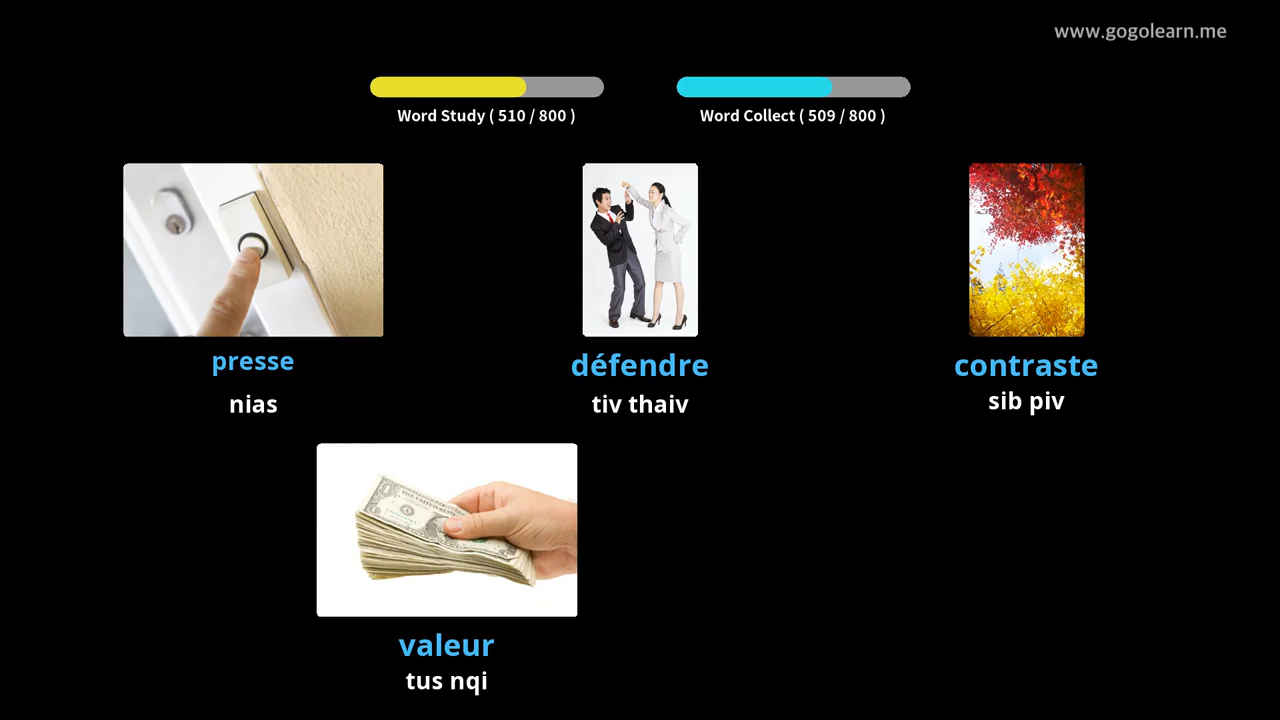 www.gogolearn.me
Word Study ( 510 / 800 )
Word Collect ( 509 / 800 )
presse
nias
défendre
tiv thaiv
contraste
sib piv
valeur
tus nqi